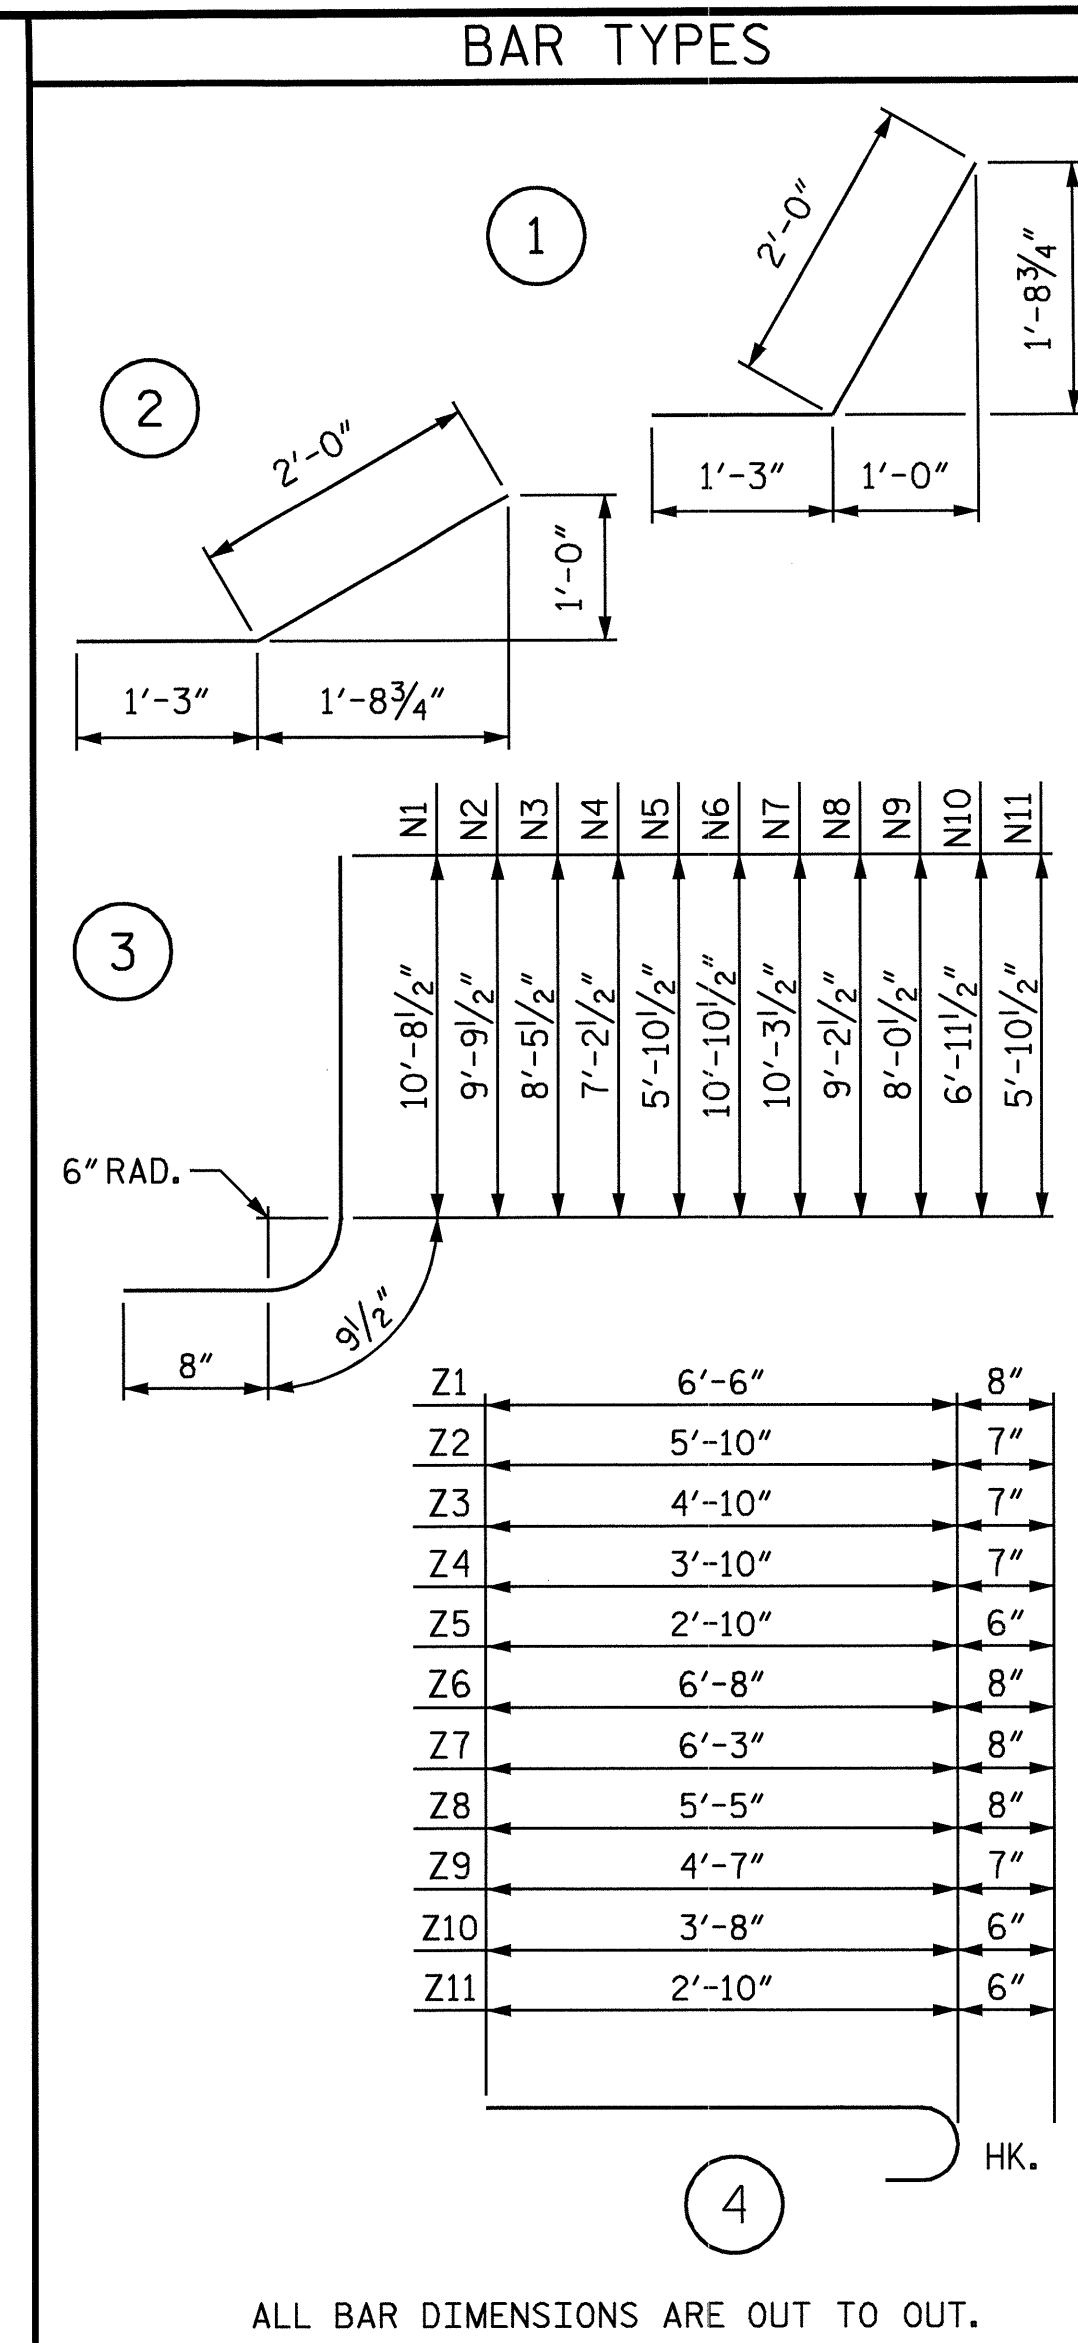 BAR TYPES
1
2'-0"
1'-8¾"
1'-3" 1'-0"
2
2'-0"
1'-0"
1'-3" 1'-8¾"
3
N1 N2 N3 N4 N5 N6 N7 N8 N9 N10 N11
10'-8½" 9'-9½" 8'-5½" 7'-2½" 5'-10½" 10'-10½" 10'-3½" 9'-2½" 8'-0½" 6'-11½" 5'-10½"
6" RAD.
9½"
8"
Z1 6'-6" 8"
Z2 5'-10" 7"
Z3 4'-10" 7"
Z4 3'-10" 7"
Z5 2'-10" 6"
Z6 6'-8" 8"
Z7 6'-3" 8"
Z8 5'-5" 8"
Z9 4'-7" 7"
Z10 3'-8" 6"
Z11 2'-10" 6"
HK.
4
ALL BAR DIMENSIONS ARE OUT TO OUT.